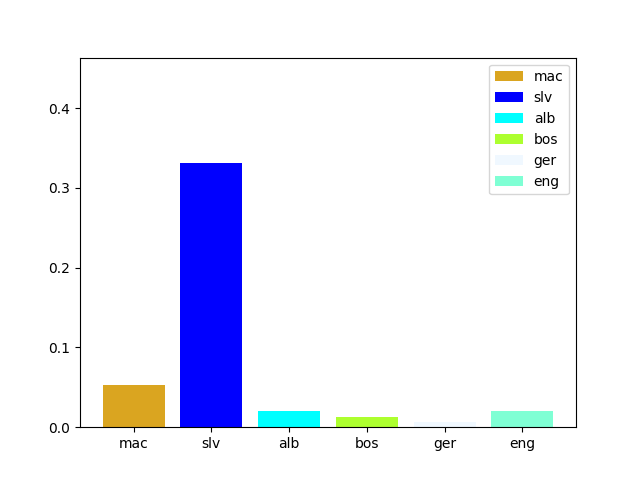 0.4
0.3
0.2
0.1
0.0
mac
slv
alb
bos
ger
eng
mac slv alb bos ger eng